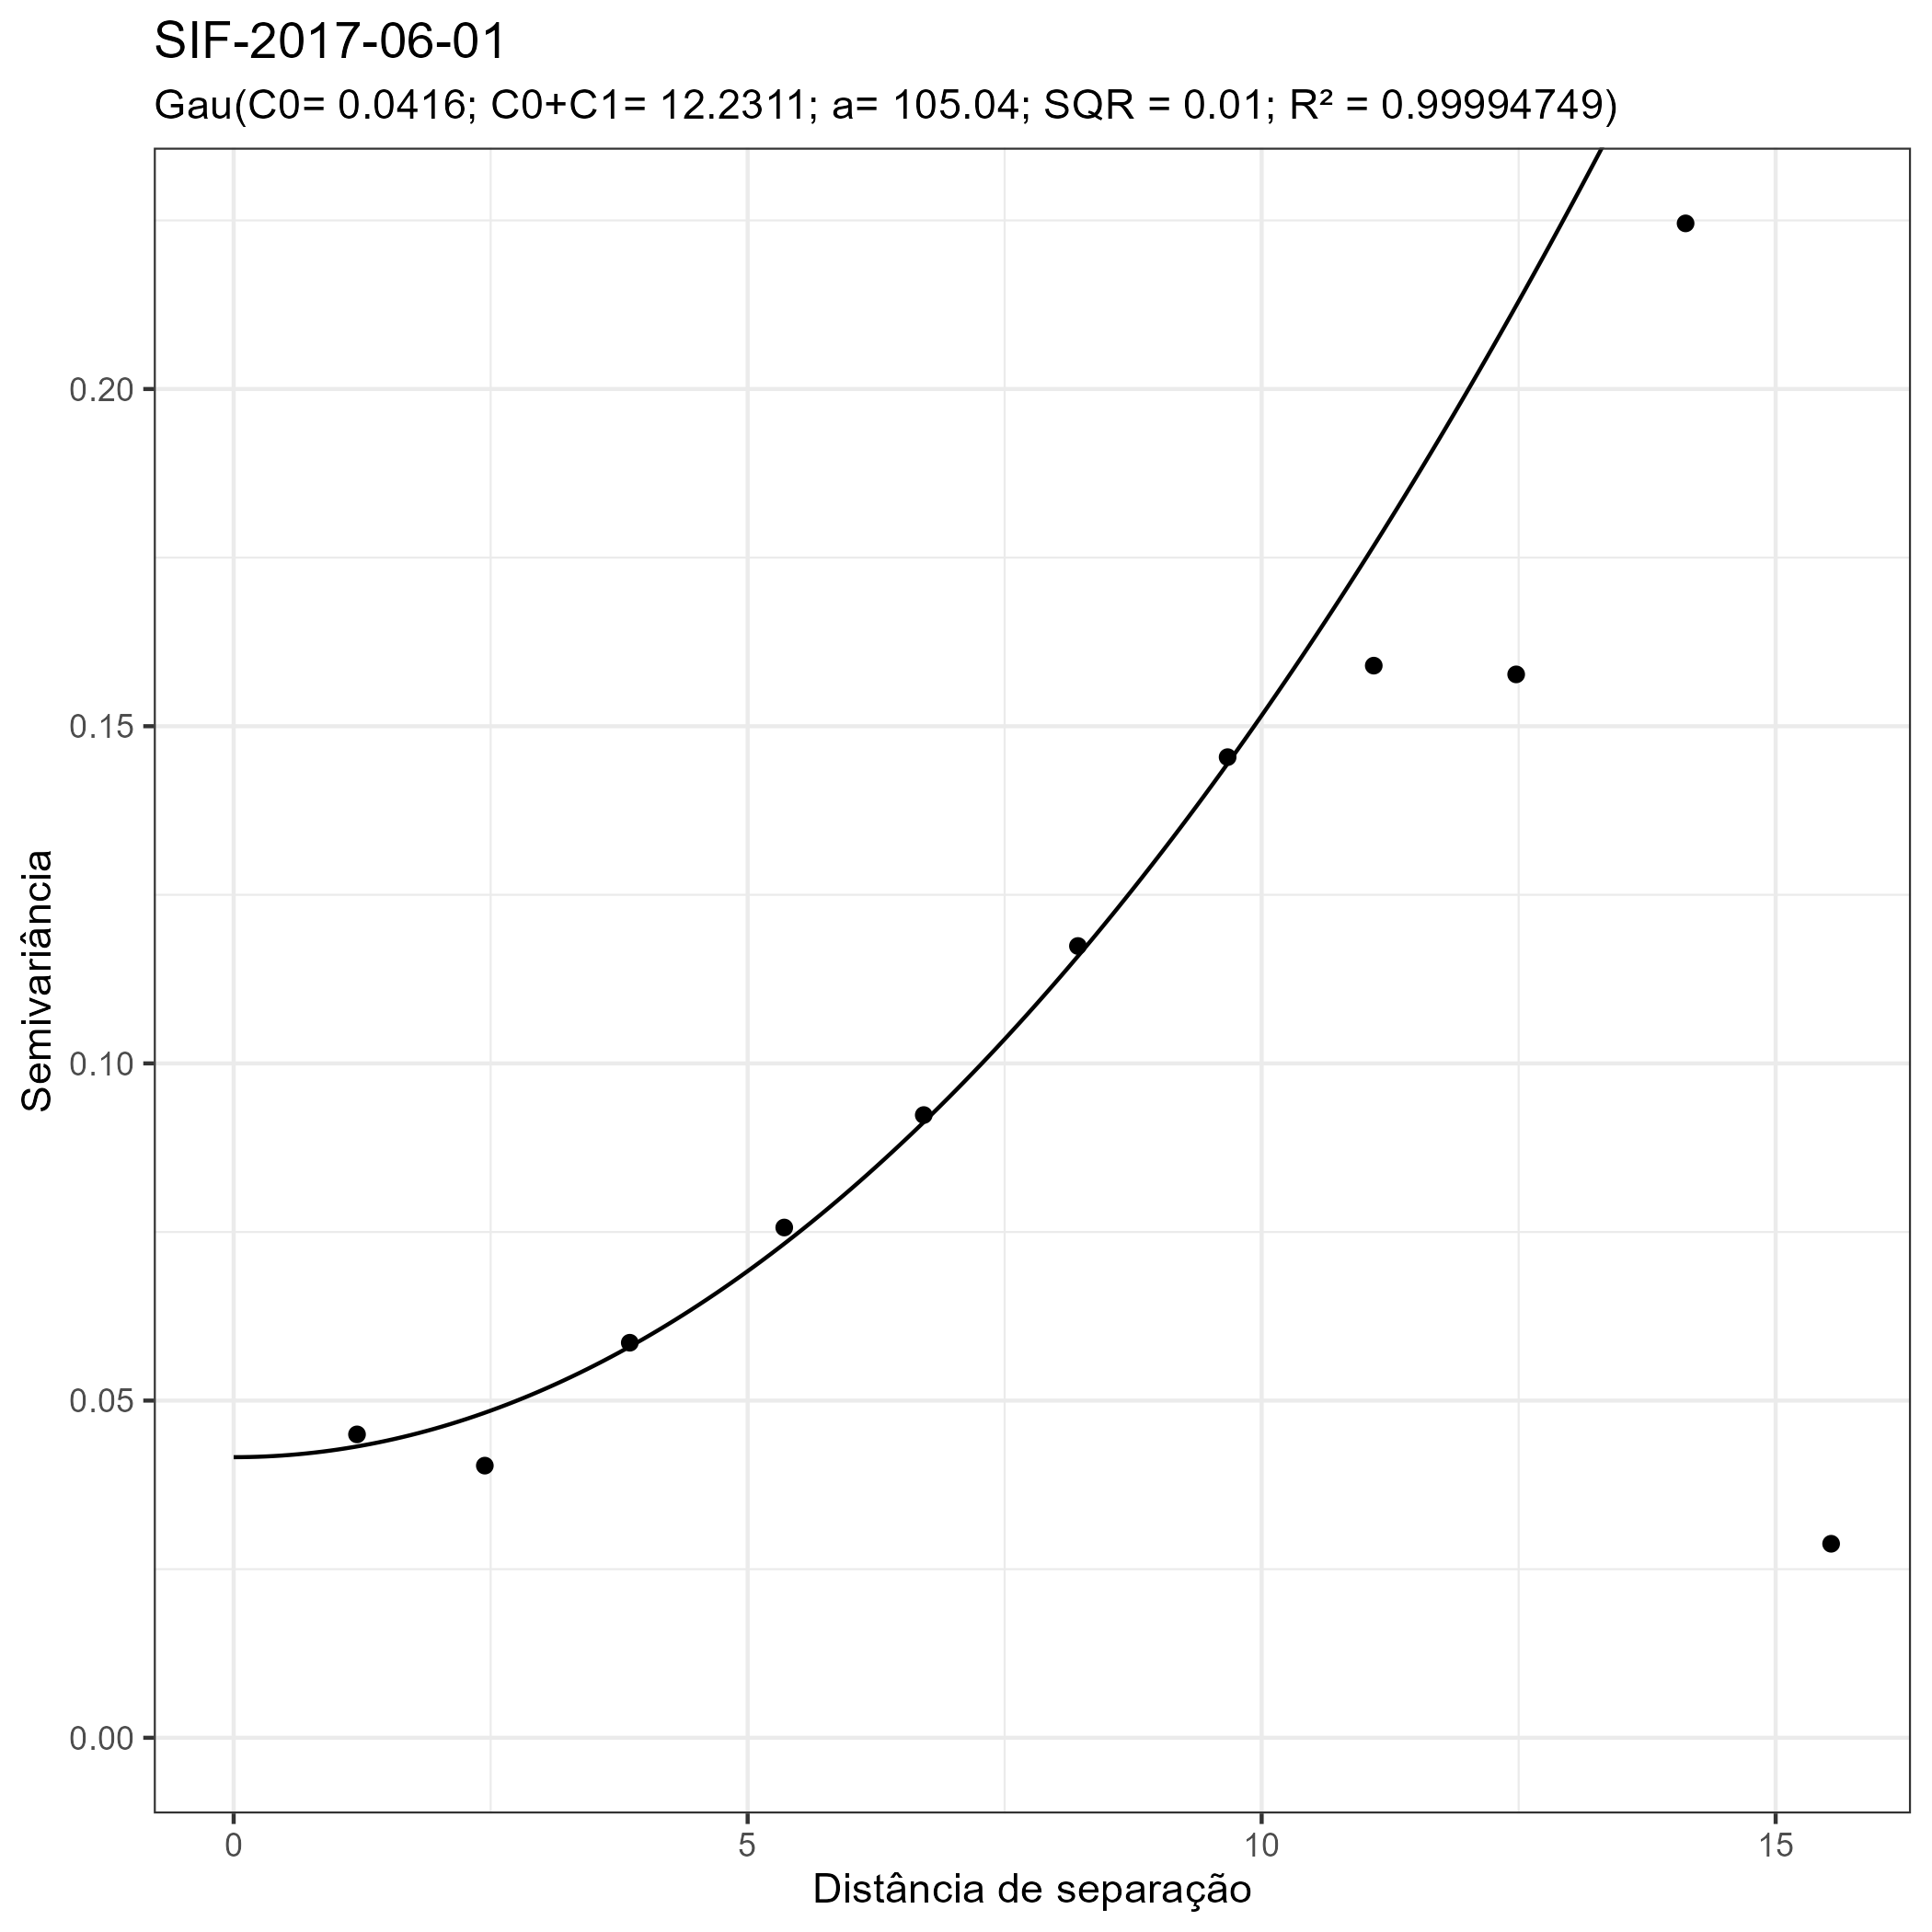 SIF-2017-06-01
Gau(C0= 0.0416; C0+C1= 12.2311; a= 105.04; SQR = 0.01; R² = 0.99994749)
Semivariância
0.20
0.15
0.10
0.05
0.00
0
5
10
15
Distância de separação